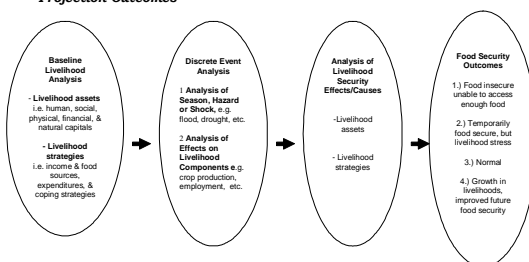 Projection Outcomes
Baseline
Livelihood
Analysis
- Livelihood assets
i.e. human, social,
physical, financial, &
natural capitals
- Livelihood
strategies
i.e. income & food
sources,
expenditures, &
coping strategies
Discrete Event
Analysis
1 Analysis of
Season, Hazard
or Shock, e.g.
flood, drought, etc.
2 Analysis of
Effects on
Livelihood
Components e.g.
crop production,
employment, etc.
Analysis of
Livelihood
Security
Effects/Causes
-Livelihood
assets
- Livelihood
strategies
Food Security
Outcomes
1.) Food insecure
unable to access
enough food
2.) Temporarily
food secure, but
livelihood stress
3.) Normal
4.) Growth in
livelihoods,
improved future
food security